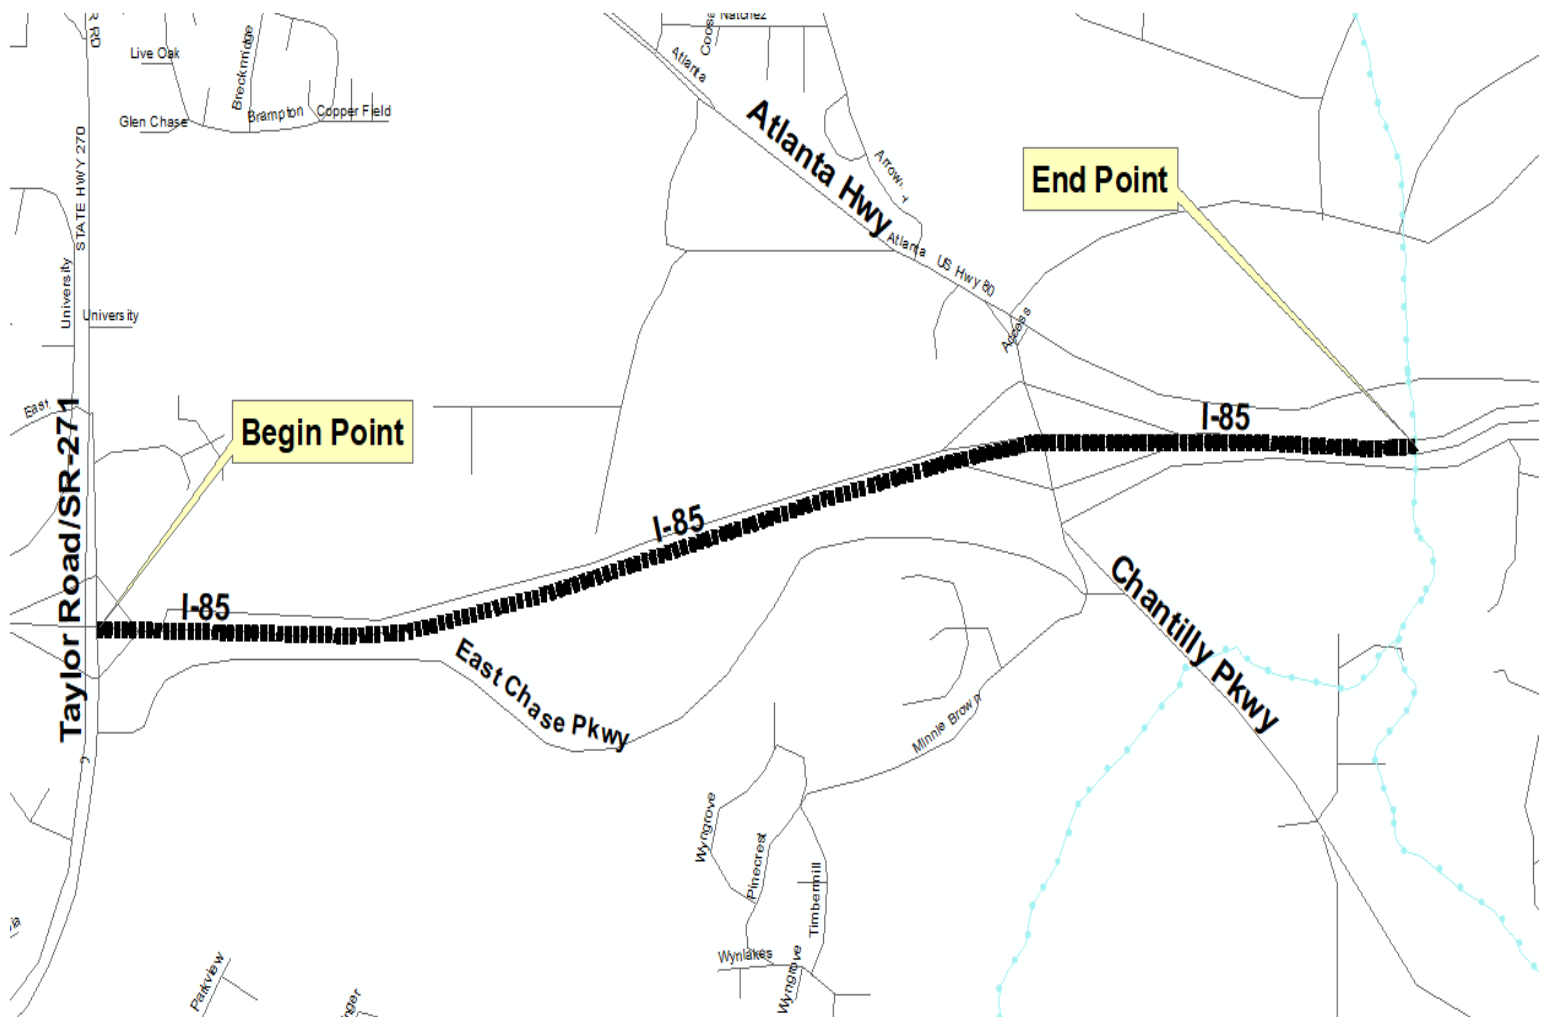 R RD
Natchez
Live Oak
Breckinridge
Coosa
Atlanta
Glen Chase
Brampton
Copper Field
STATE HWY 270
Atlanta Hwy
End Point
Atlanta
US Hwy 80
University
University
Access
East
Begin Point
Taylor Road/SR-271
I-85
I-85
I-85
East Chase Pkwy
Chantilly Pkwy
Minnie Brown
Wyngrove
Pinecrest
Timbermill
Wynlakes
Wyngrove
Parkview